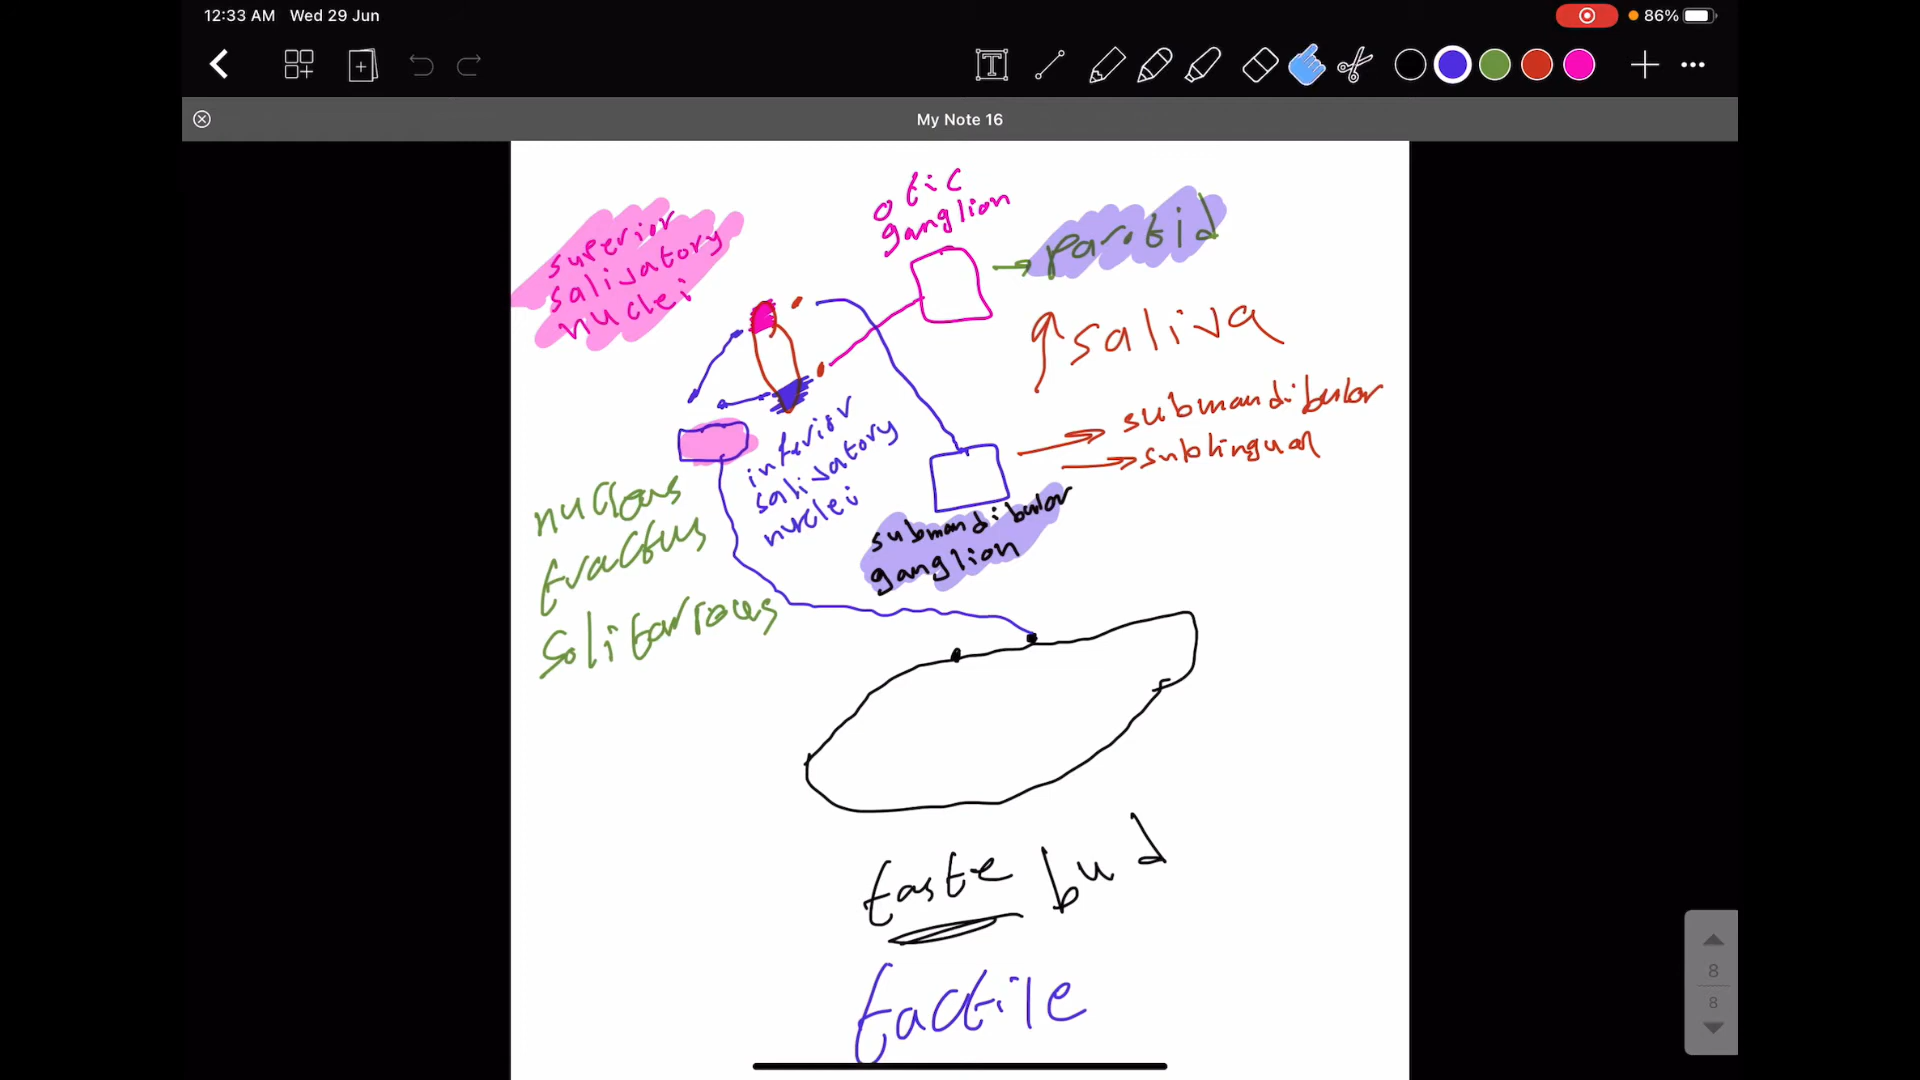 12:33 AM Wed 29 Jun
86%
T
My Note 16
otic
ganglion
superior
salivatory
nuclei
parotid
↑saliva
submandibular
sublingual
inferior
salivatory
nuclei
nucleus
tractus
Solitarious
submandibular
ganglion
taste bud
tactile
8
8